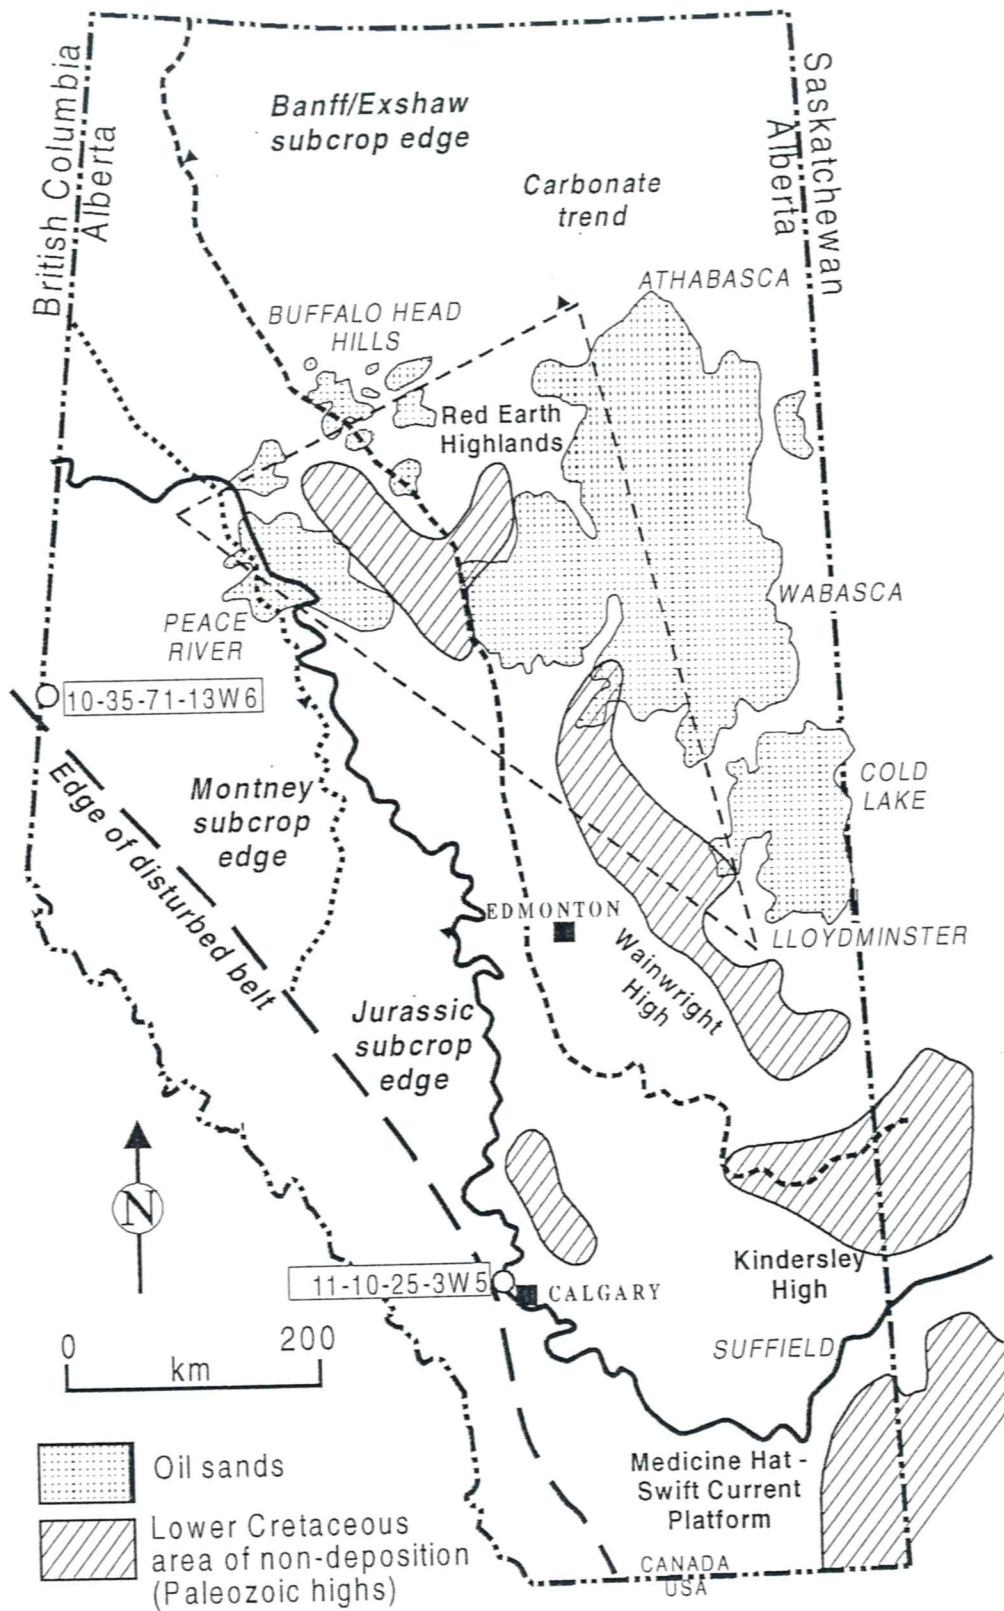 British Columbia
Alberta
Saskatchewan
Alberta
Banff/Exshaw
subcrop edge
Carbonate
trend
ATHABASCA
BUFFALO HEAD
HILLS
Red Earth
Highlands
WABASCA
PEACE
RIVER
10-35-71-13W6
COLD
LAKE
Montney
subcrop
edge
Edge of disturbed belt
EDMONTON
LLOYDMINSTER
Wainwright
High
Jurassic
subcrop
edge
N
Kindersley
High
11-10-25-3W5
CALGARY
SUFFIELD
0 200
km
Medicine Hat -
Swift Current
Platform
Oil sands
Lower Cretaceous
area of non-deposition
(Paleozoic highs)
CANADA
USA